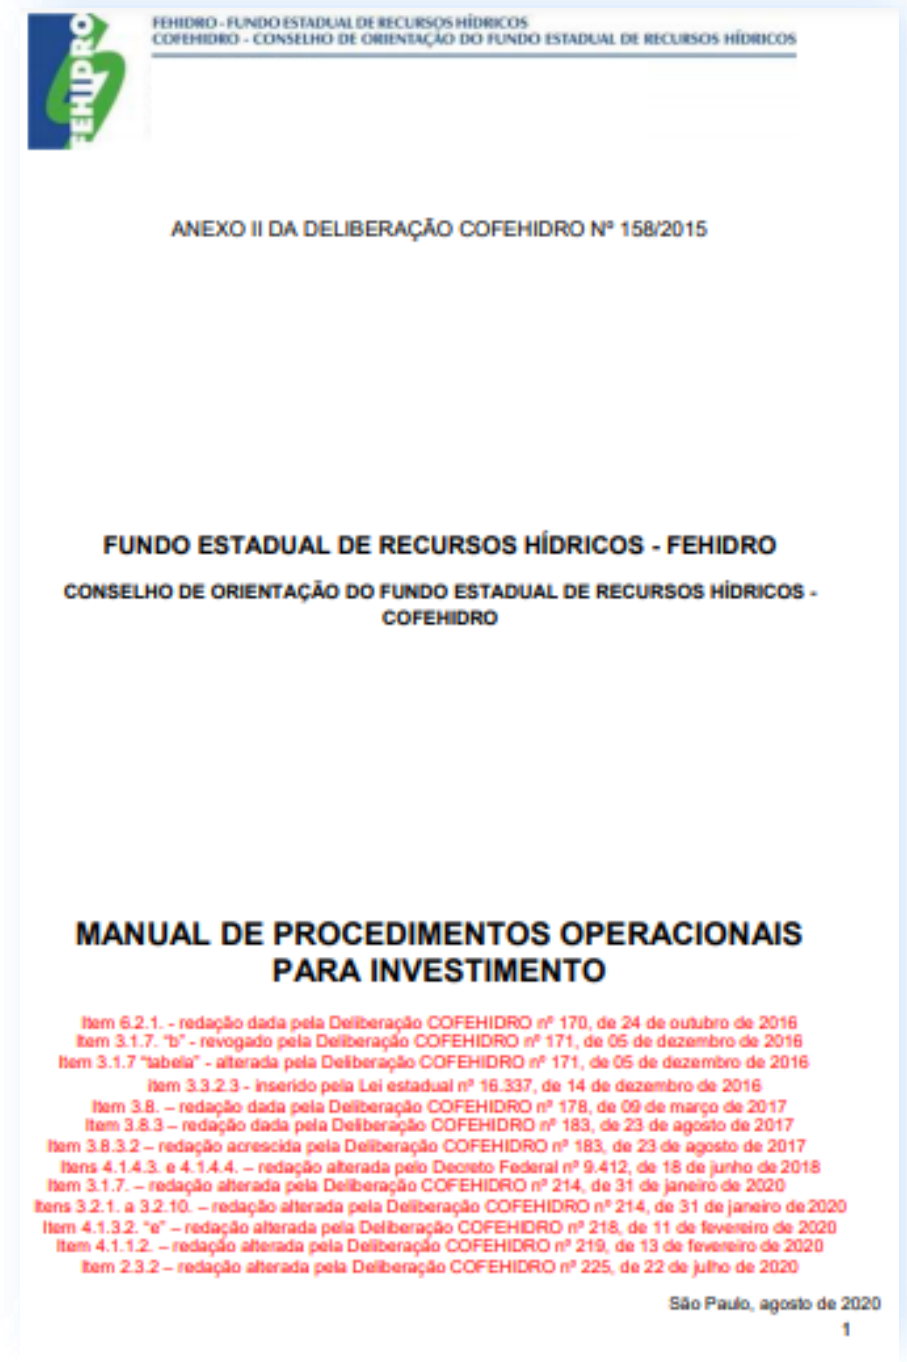 FEHIDRO
FEHIDRO - FUNDO ESTADUAL DE RECURSOS HÍDRICOS
COFEHIDRO - CONSELHO DE ORIENTAÇÃO DO FUNDO ESTADUAL DE RECURSOS HÍDRICOS
ANEXO II DA DELIBERAÇÃO COFEHIDRO Nº 158/2015
FUNDO ESTADUAL DE RECURSOS HÍDRICOS - FEHIDRO
CONSELHO DE ORIENTAÇÃO DO FUNDO ESTADUAL DE RECURSOS HÍDRICOS -
COFEHIDRO
MANUAL DE PROCEDIMENTOS OPERACIONAIS
PARA INVESTIMENTO
Item 6.2.1. - redação dada pela Deliberação COFEHIDRO nº 170, de 24 de outubro de 2016
Item 3.1.7. "b" - revogado pela Deliberação COFEHIDRO nº 171, de 05 de dezembro de 2016
Item 3.1.7 "tabela" - alterada pela Deliberação COFEHIDRO nº 171, de 05 de dezembro de 2016
item 3.3.2.3 - inserido pela Lei estadual nº 16.337, de 14 de dezembro de 2016
Item 3.8. – redação dada pela Deliberação COFEHIDRO nº 178, de 09 de março de 2017
Item 3.8.3 – redação dada pela Deliberação COFEHIDRO nº 183, de 23 de agosto de 2017
Item 3.8.3.2 – redação acrescida pela Deliberação COFEHIDRO nº 183, de 23 de agosto de 2017
Itens 4.1.4.3. e 4.1.4.4. – redação alterada pelo Decreto Federal nº 9.412, de 18 de junho de 2018
Item 3.1.7. – redação alterada pela Deliberação COFEHIDRO nº 214, de 31 de janeiro de 2020
Itens 3.2.1. a 3.2.10. – redação alterada pela Deliberação COFEHIDRO nº 214, de 31 de janeiro de 2020
Item 4.1.3.2. "e" – redação alterada pela Deliberação COFEHIDRO nº 218, de 11 de fevereiro de 2020
Item 4.1.1.2. – redação alterada pela Deliberação COFEHIDRO nº 219, de 13 de fevereiro de 2020
Item 2.3.2 – redação alterada pela Deliberação COFEHIDRO nº 225, de 22 de julho de 2020
São Paulo, agosto de 2020
1